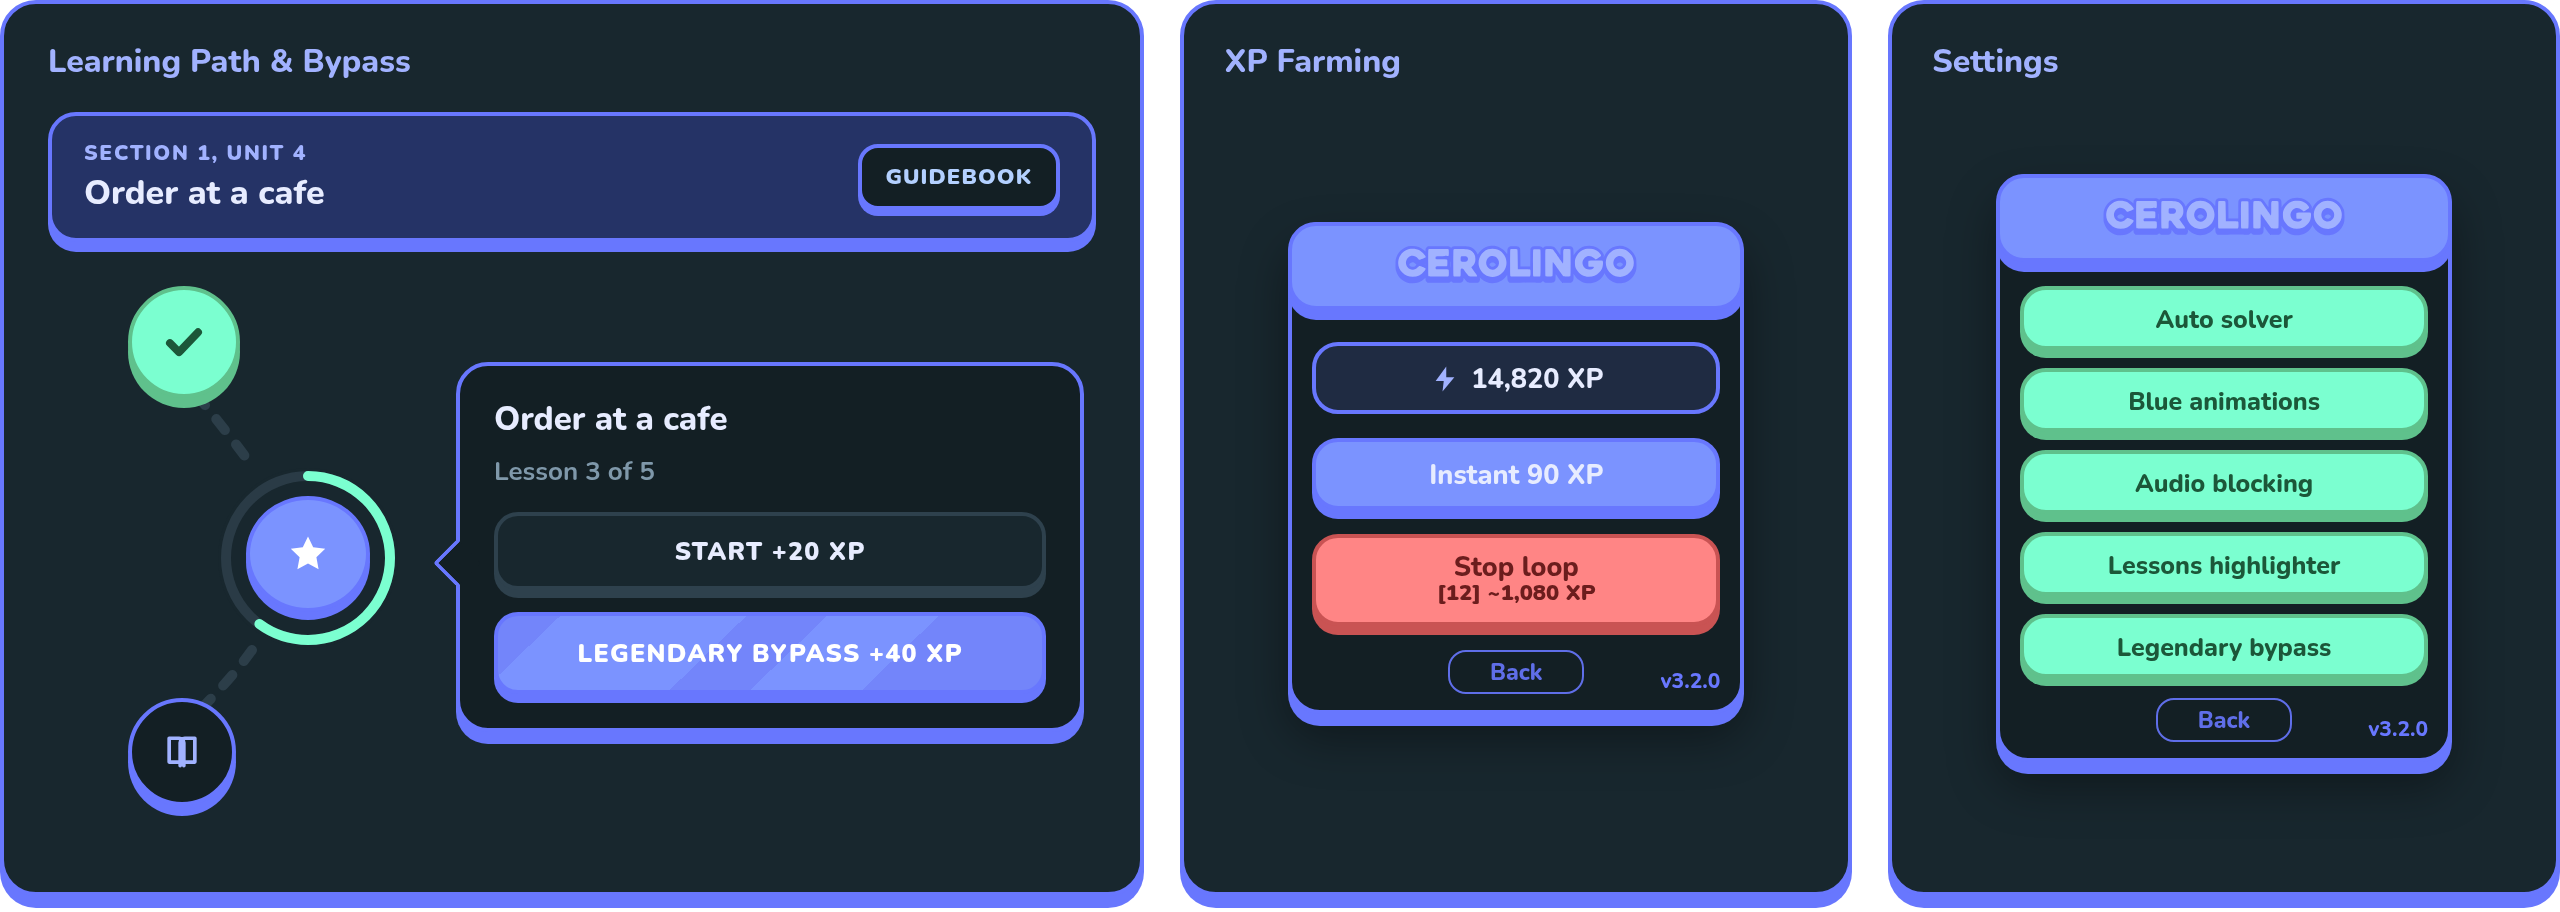 Learning Path & Bypass
SECTION 1, UNIT 4
Order at a cafe
GUIDEBOOK
Order at a cafe
Lesson 3 of 5
START +20 XP
LEGENDARY BYPASS +40 XP
XP Farming
CEROLINGO
14,820 XP
Instant 90 XP
Stop loop
[12] ~1,080 XP
Back
v3.2.0
Settings
CEROLINGO
Auto solver
Blue animations
Audio blocking
Lessons highlighter
Legendary bypass
Back
v3.2.0